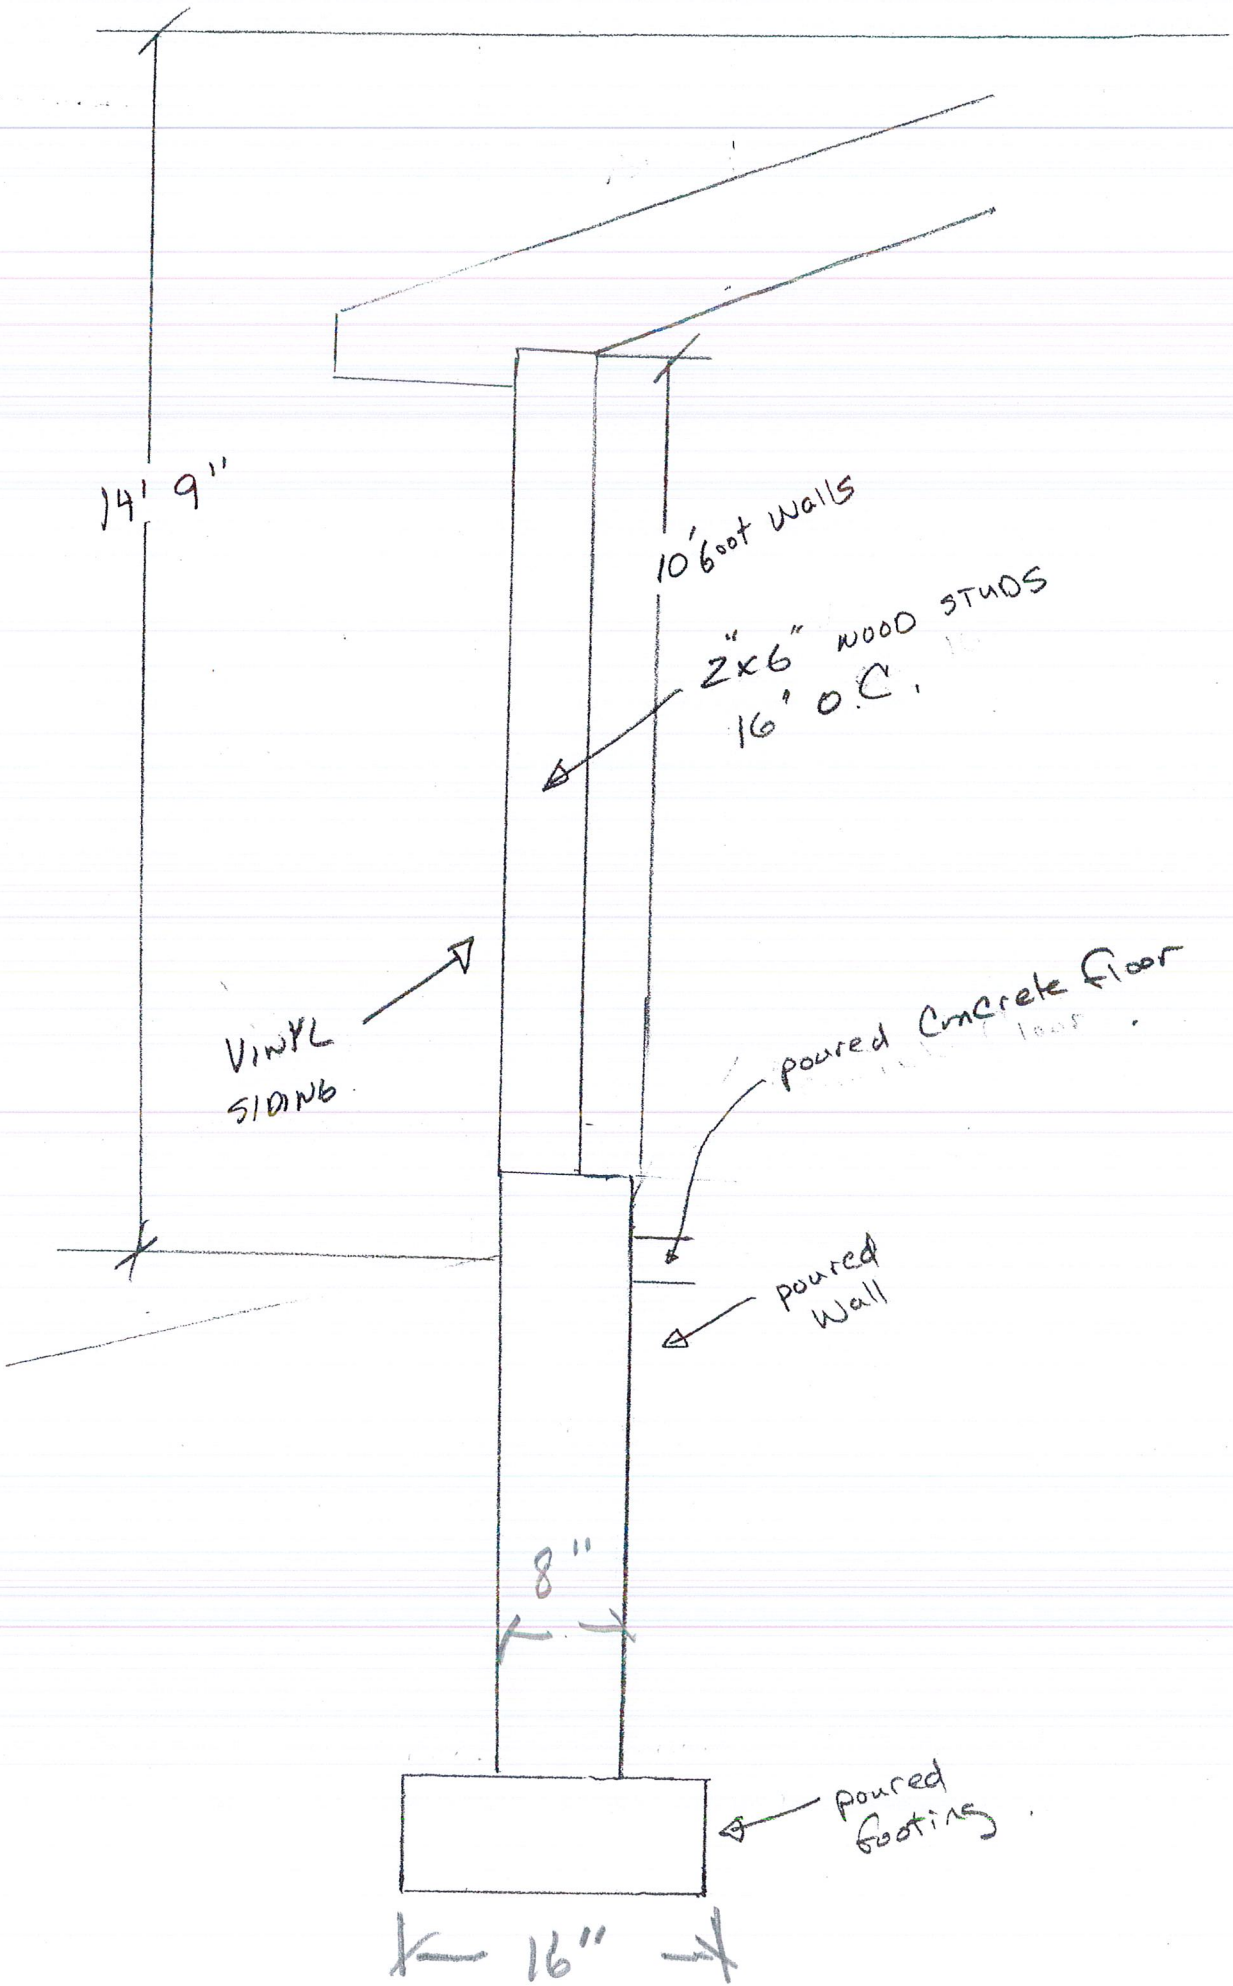 14' 9"
10' foot walls
2"x6" WOOD STUDS
16" O.C.
VINYL
SIDING
poured Concrete floor
poured
wall
8"
poured
footing
16"